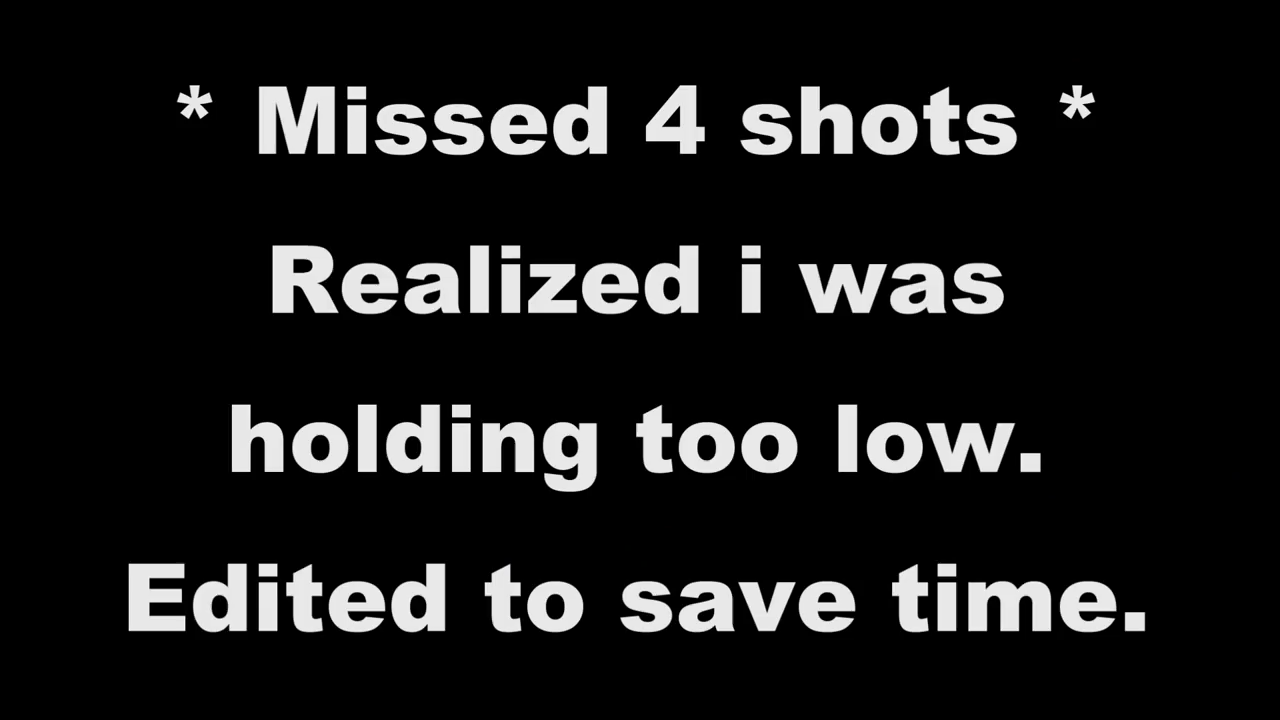 * Missed 4 shots *
Realized i was
holding too low.
Edited to save time.